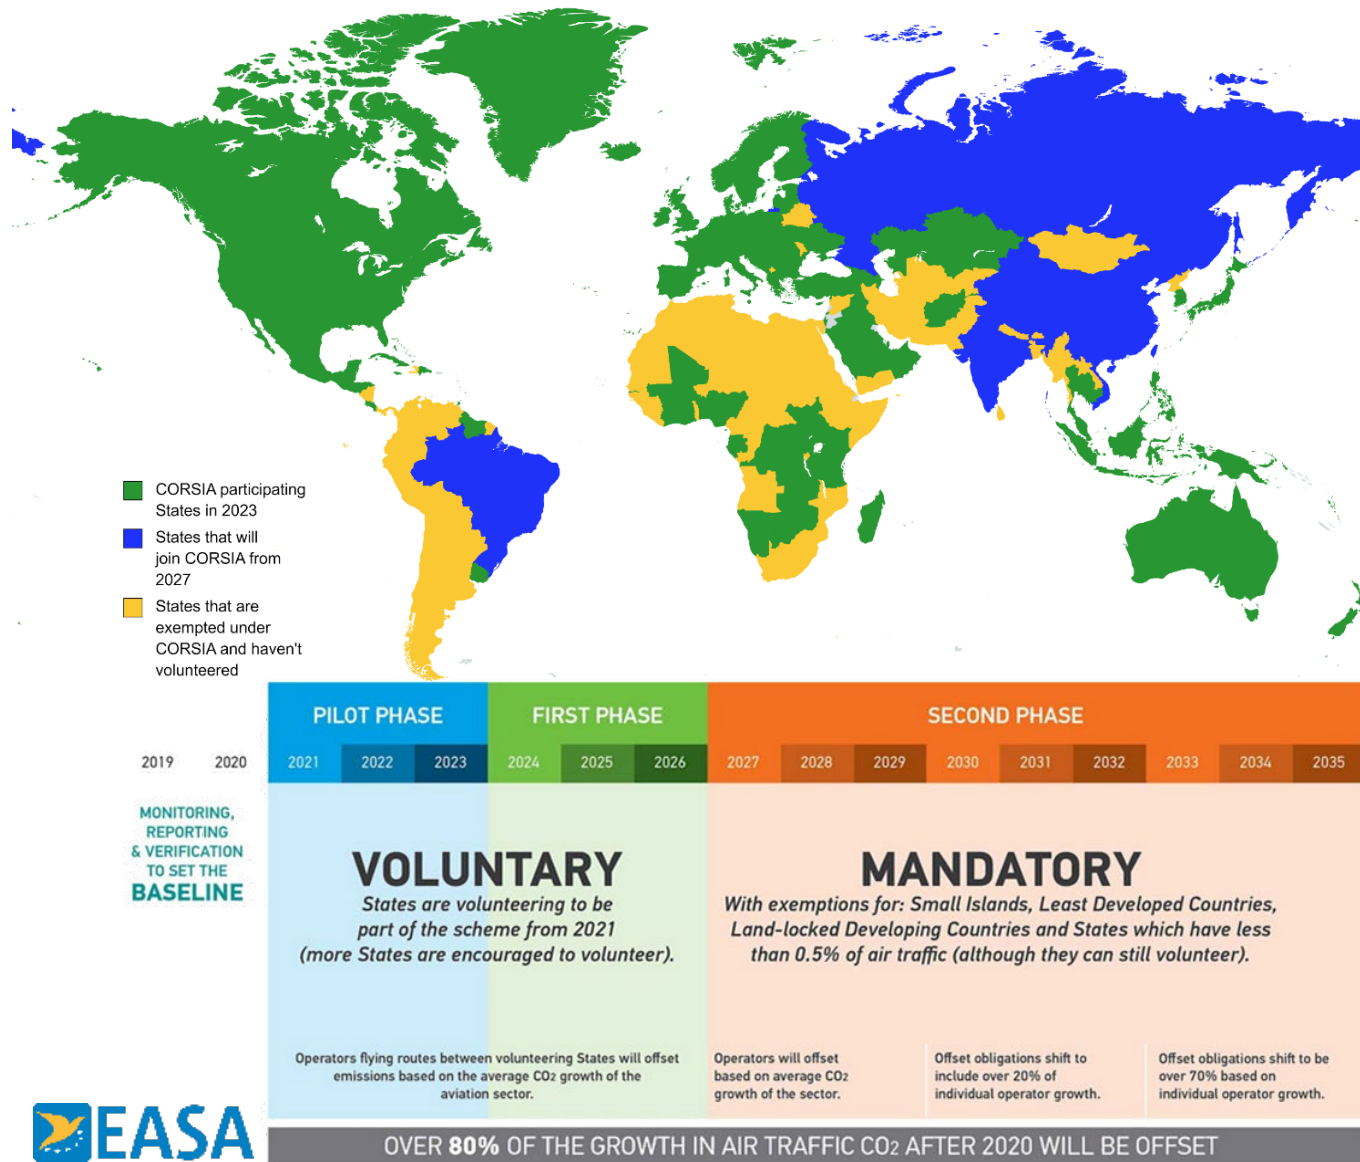 CORSIA participating
States in 2023
States that will
join CORSIA from
2027
States that are
exempted under
CORSIA and haven't
volunteered
PILOT PHASE
FIRST PHASE
SECOND PHASE
2019 2020 2021 2022 2023 2024 2025 2026 2027 2028 2029 2030 2031 2032 2033 2034 2035
MONITORING,
REPORTING
& VERIFICATION
TO SET THE
BASELINE
VOLUNTARY
States are volunteering to be
part of the scheme from 2021
(more States are encouraged to volunteer).
MANDATORY
With exemptions for: Small Islands, Least Developed Countries,
Land-locked Developing Countries and States which have less
than 0.5% of air traffic (although they can still volunteer).
Operators flying routes between volunteering States will offset
emissions based on the average CO2 growth of the
aviation sector.
Operators will offset
based on average CO2
growth of the sector.
Offset obligations shift to
include over 20% of
individual operator growth.
Offset obligations shift to be
over 70% based on
individual operator growth.
EASA
OVER 80% OF THE GROWTH IN AIR TRAFFIC CO2 AFTER 2020 WILL BE OFFSET